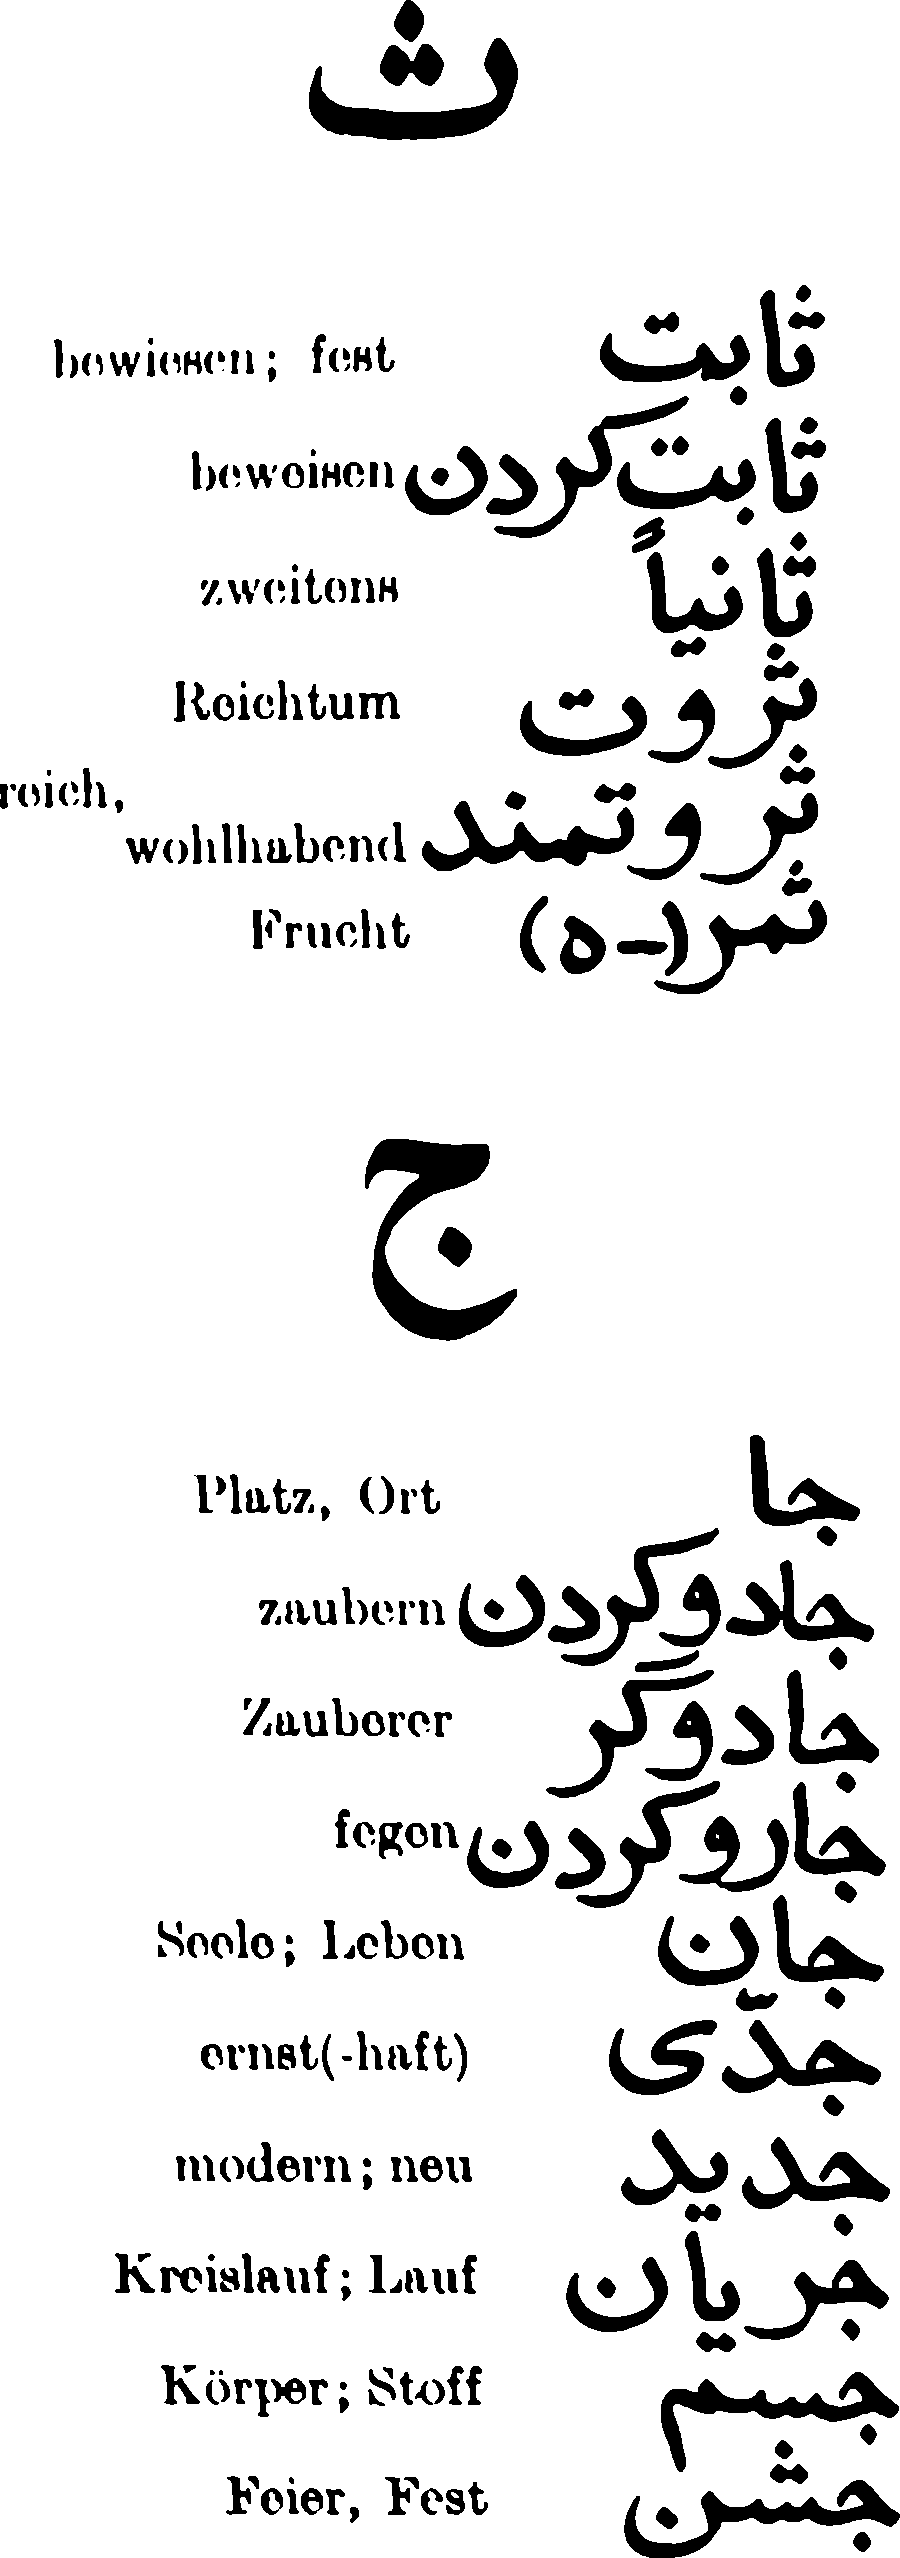 ث
bewiesen; fest ثابت
beweisen ثابت کردن
zweitens ثانیاً
Reichtum ثروت
reich,
wohlhabend ثروتمند
Frucht ثمر(–ه)
ج
Platz, Ort جا
zaubern جادو کردن
Zauberer جادوگر
fegen جارو کردن
Seele; Leben جان
ernst(-haft) جدّی
modern; neu جدید
Kreislauf; Lauf جریان
Körper; Stoff جسم
Feier, Fest جشن